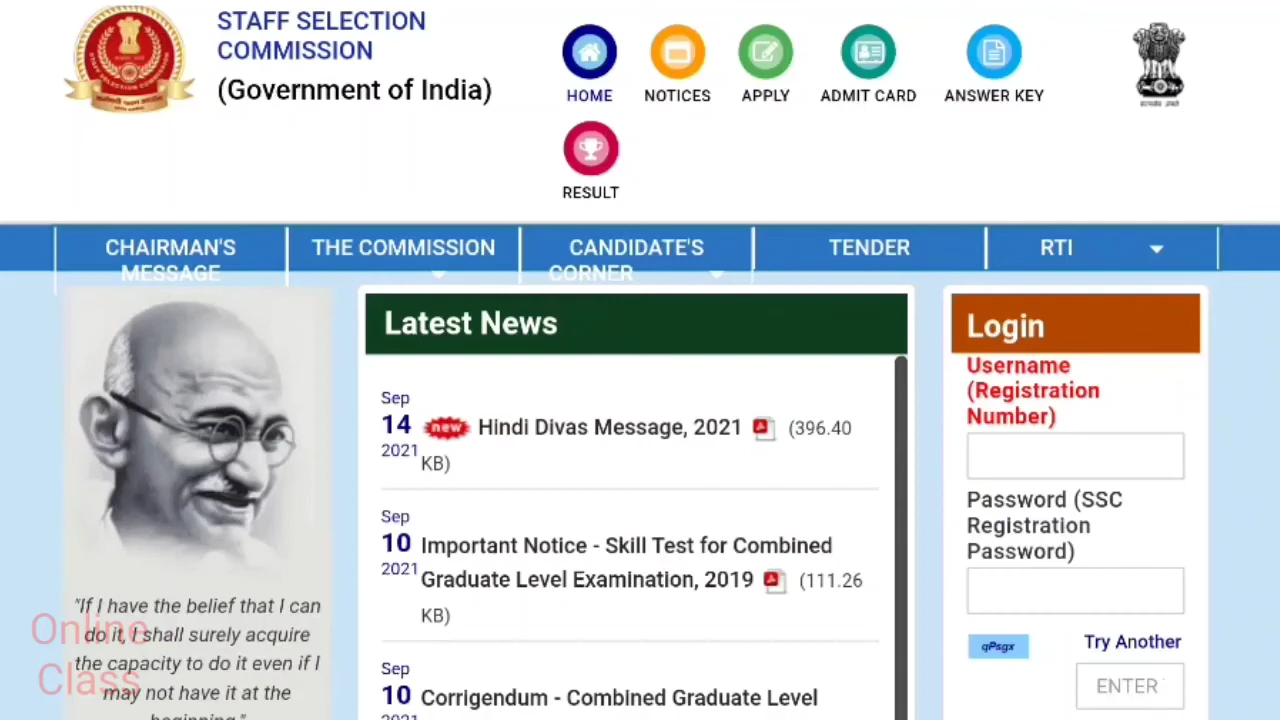 STAFF SELECTION
COMMISSION
(Government of India)
HOME
NOTICES
APPLY
ADMIT CARD
ANSWER KEY
RESULT
CHAIRMAN'S
MESSAGE
THE COMMISSION
CANDIDATE'S
CORNER
TENDER
RTI
"If I have the belief that I can
do it, I shall surely acquire
the capacity to do it even if I
may not have it at the
beginning."
Online
Class
Latest News
Sep
14
2021
new Hindi Divas Message, 2021 (396.40
KB)
Sep
10
2021
Important Notice - Skill Test for Combined
Graduate Level Examination, 2019 (111.26
KB)
Sep
10
2021
Corrigendum - Combined Graduate Level
Login
Username
(Registration
Number)
Password (SSC
Registration
Password)
qPsgx
Try Another
ENTER